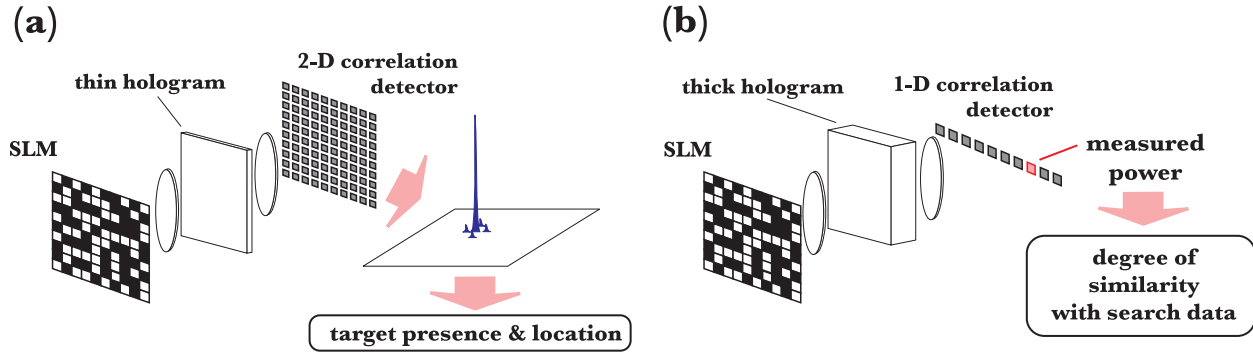 (a)
2-D correlation
detector
thin hologram
SLM
target presence & location
(b)
1-D correlation
detector
thick hologram
SLM
measured
power
degree of
similarity
with search data